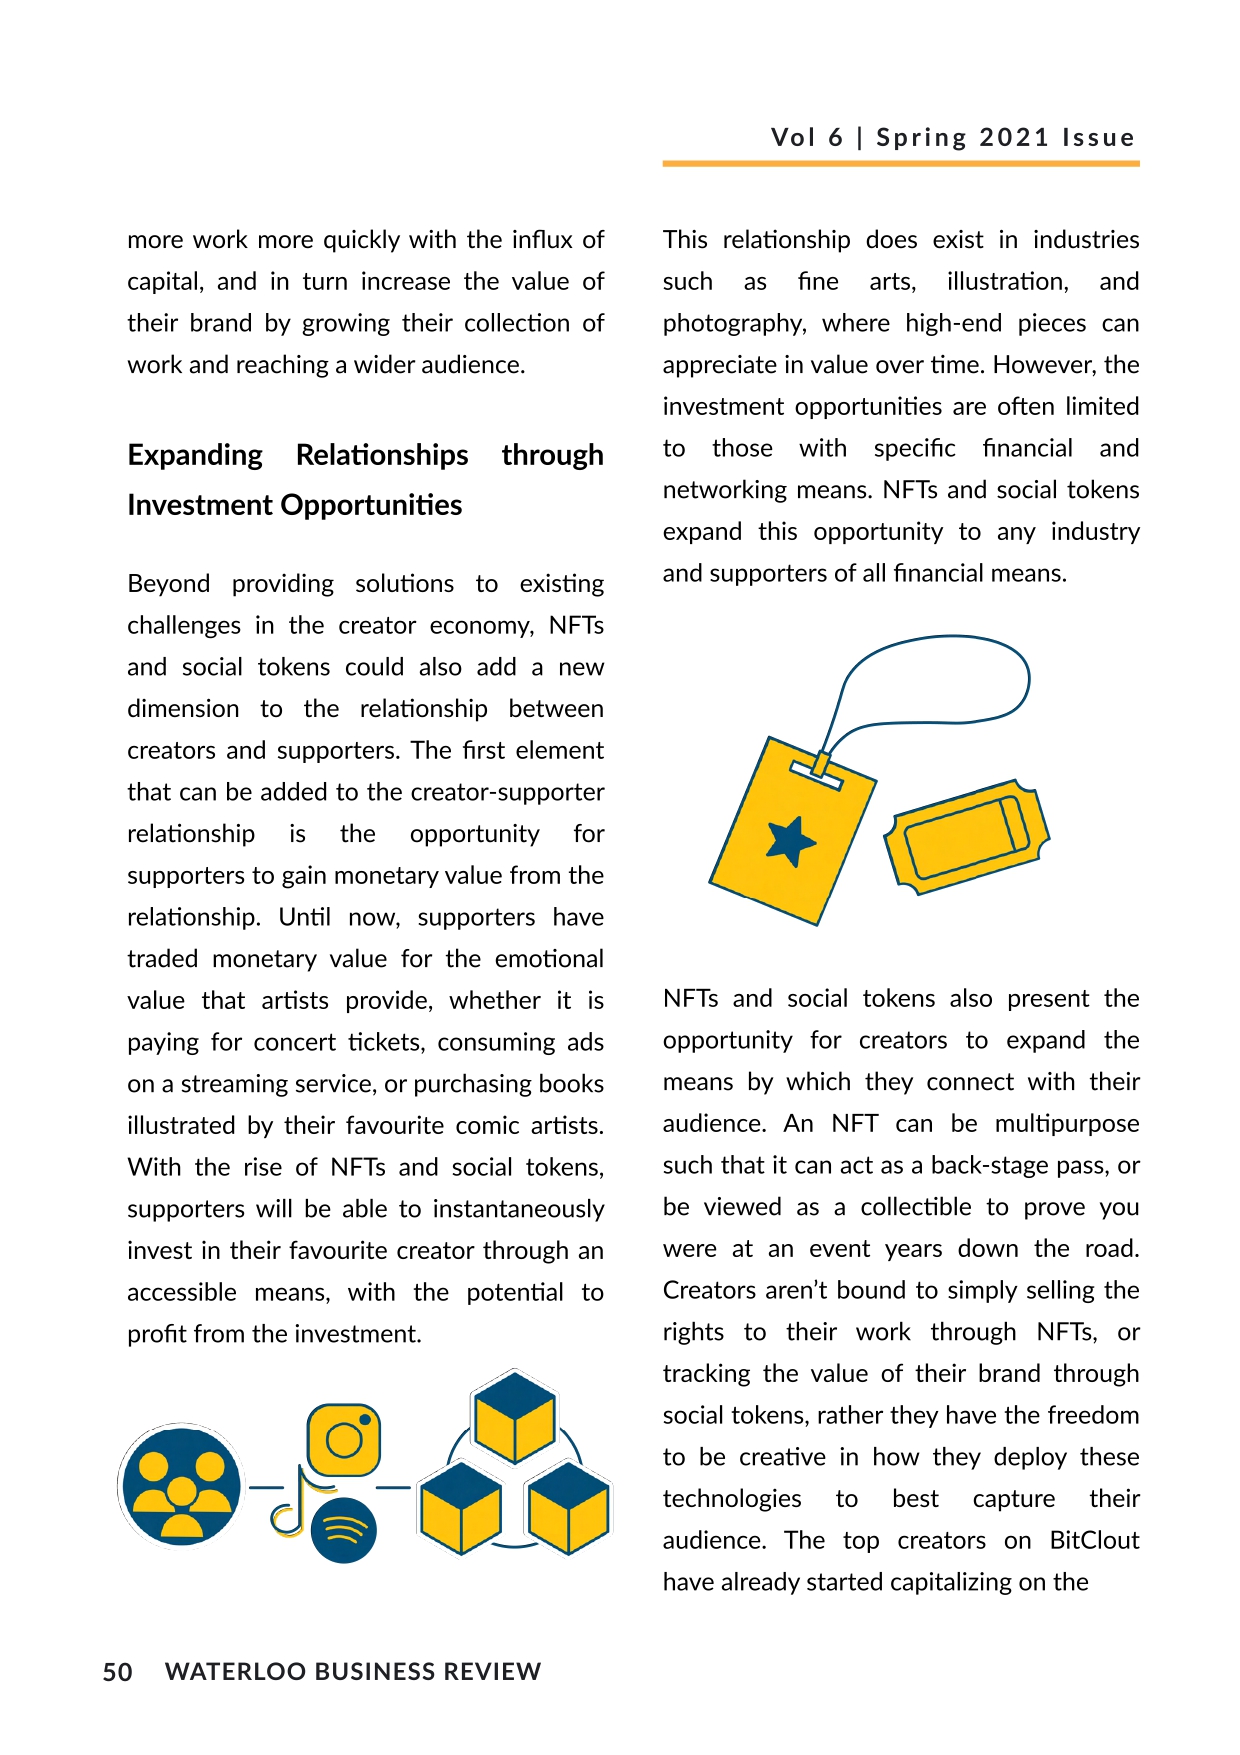 Vol 6 | Spring 2021 Issue
more work more quickly with the influx of
capital, and in turn increase the value of
their brand by growing their collection of
work and reaching a wider audience.
Expanding Relationships through
Investment Opportunities
Beyond providing solutions to existing
challenges in the creator economy, NFTs
and social tokens could also add a new
dimension to the relationship between
creators and supporters. The first element
that can be added to the creator-supporter
relationship is the opportunity for
supporters to gain monetary value from the
relationship. Until now, supporters have
traded monetary value for the emotional
value that artists provide, whether it is
paying for concert tickets, consuming ads
on a streaming service, or purchasing books
illustrated by their favourite comic artists.
With the rise of NFTs and social tokens,
supporters will be able to instantaneously
invest in their favourite creator through an
accessible means, with the potential to
profit from the investment.
This relationship does exist in industries
such as fine arts, illustration, and
photography, where high-end pieces can
appreciate in value over time. However, the
investment opportunities are often limited
to those with specific financial and
networking means. NFTs and social tokens
expand this opportunity to any industry
and supporters of all financial means.
NFTs and social tokens also present the
opportunity for creators to expand the
means by which they connect with their
audience. An NFT can be multipurpose
such that it can act as a back-stage pass, or
be viewed as a collectible to prove you
were at an event years down the road.
Creators aren’t bound to simply selling the
rights to their work through NFTs, or
tracking the value of their brand through
social tokens, rather they have the freedom
to be creative in how they deploy these
technologies to best capture their
audience. The top creators on BitClout
have already started capitalizing on the
50 WATERLOO BUSINESS REVIEW